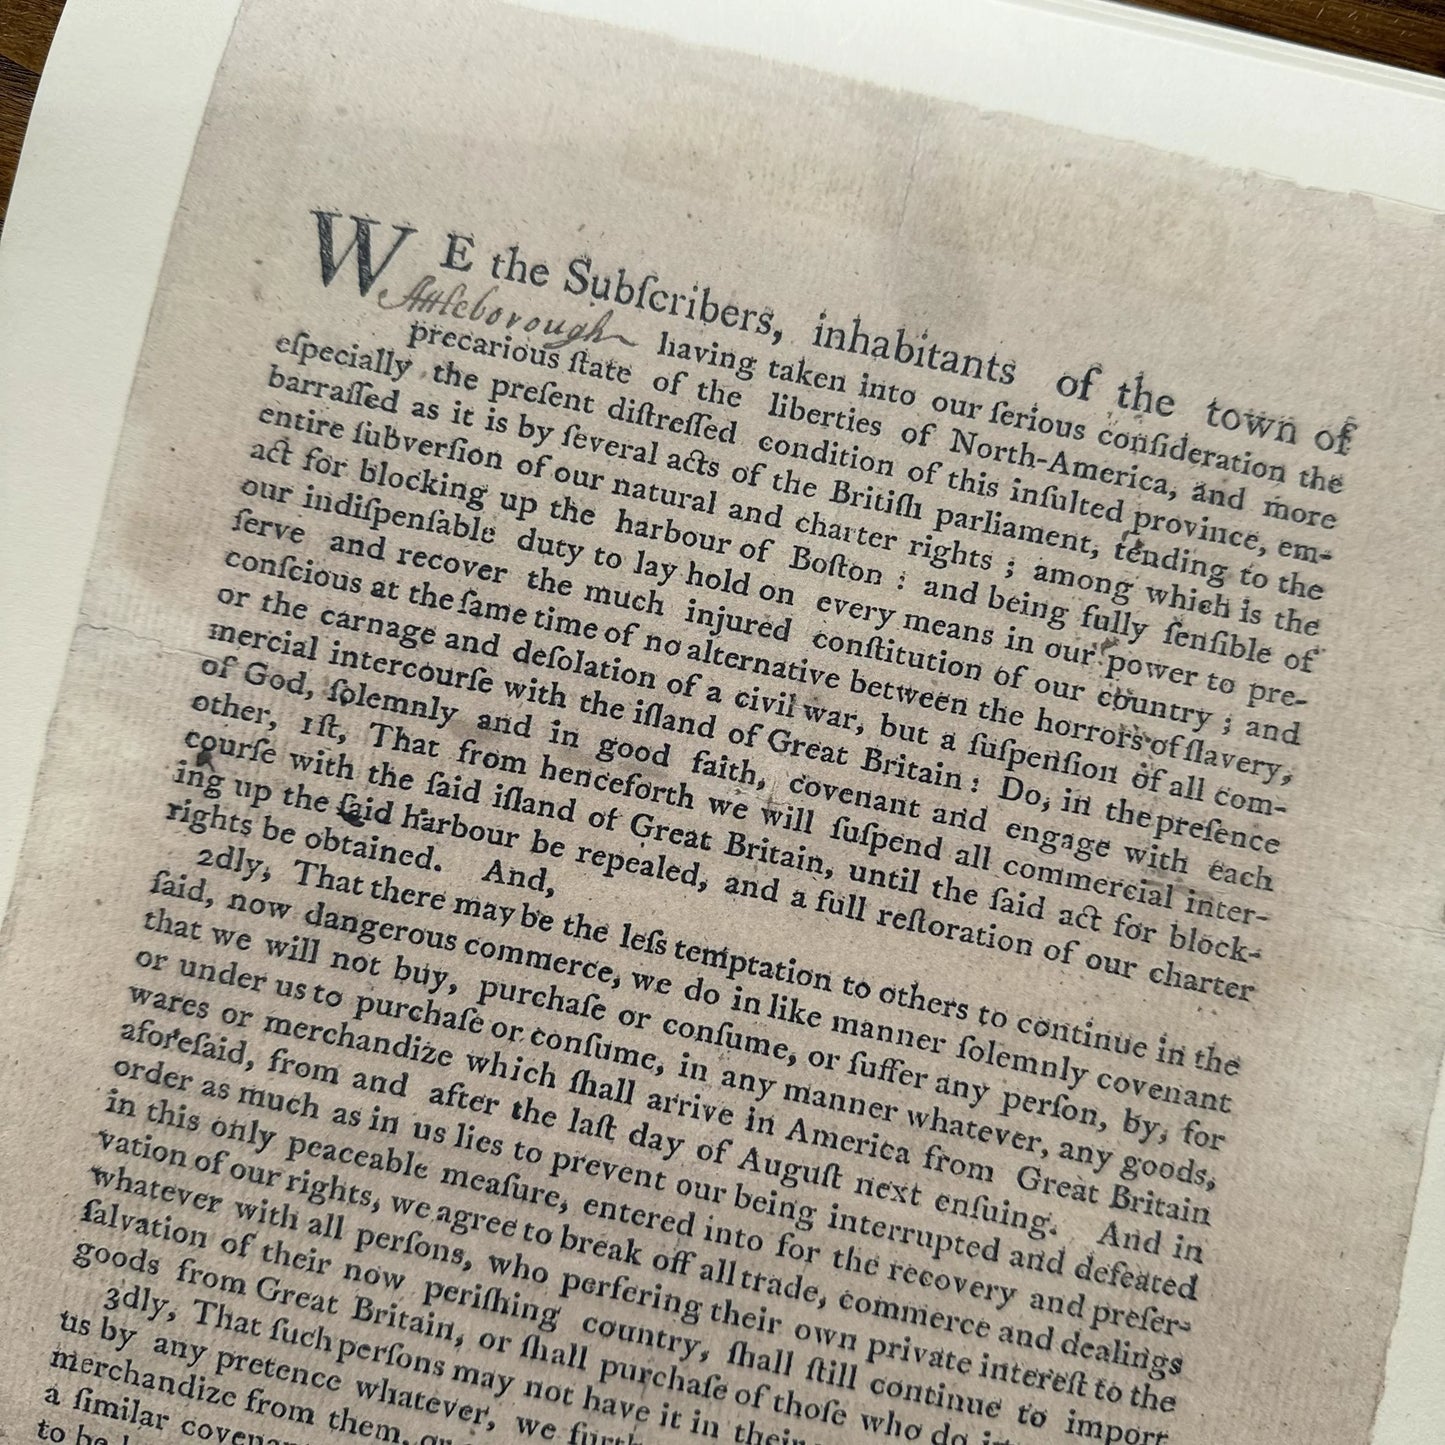 WE the Subſcribers, inhabitants of the town of
Attleborough having taken into our ſerious conſideration the
precarious ſtate of the liberties of North-America, and more
eſpecially the preſent diſtreſſed condition of this inſulted province, em-
barraſſed as it is by ſeveral acts of the Britiſh parliament, tending to the
entire ſubverſion of our natural and charter rights ; among which is the
act for blocking up the harbour of Boſton : and being fully ſenſible of
our indiſpenſable duty to lay hold on every means in our power to pre-
ſerve and recover the much injured conſtitution of our country ; and
conſcious at the ſame time of no alternative between the horrors of ſlavery,
or the carnage and deſolation of a civil war, but a ſuſpenſion of all com-
mercial intercourſe with the iſland of Great Britain : Do, in the preſence
of God, ſolemnly and in good faith, covenant and engage with each
other, 1ſt, That from henceforth we will ſuſpend all commercial inter-
courſe with the ſaid iſland of Great Britain, until the ſaid act for block-
ing up the ſaid harbour be repealed, and a full reſtoration of our charter
rights be obtained. And,
2dly, That there may be the leſs temptation to others to continue in the
ſaid, now dangerous commerce, we do in like manner ſolemnly covenant
that we will not buy, purchaſe or conſume, or ſuffer any perſon, by, for
or under us to purchaſe or conſume, in any manner whatever, any goods,
wares or merchandize which ſhall arrive in America from Great Britain
aforeſaid, from and after the laſt day of Auguſt next enſuing. And in
order as much as in us lies to prevent our being interrupted and defeated
in this only peaceable meaſure, entered into for the recovery and preſer-
vation of our rights, we agree to break off all trade, commerce and dealings
whatever with all perſons, who perfering their own private intereſt to the
ſalvation of their now periſhing country, ſhall ſtill continue to import
goods from Great Britain, or ſhall purchaſe of thoſe who do
3dly, That ſuch perſons may not have it in their
us by any pretence whatever, we
merchandize from them,
a ſimilar
to be